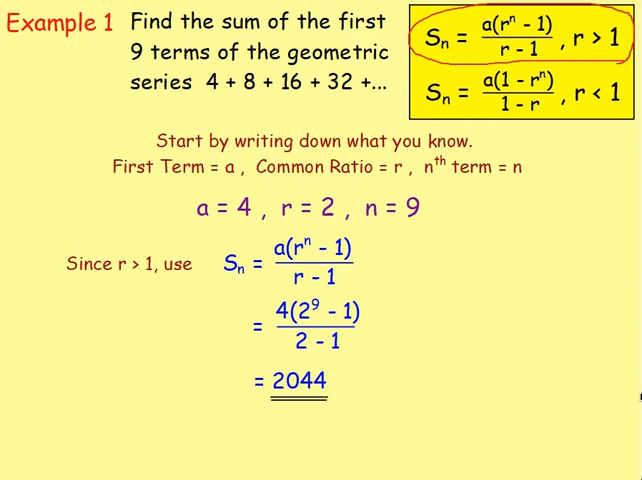 Example 1 Find the sum of the first
9 terms of the geometric
series 4 + 8 + 16 + 32 +...
Sₙ = a(rⁿ - 1) / r - 1 , r > 1
Sₙ = a(1 - rⁿ) / 1 - r , r < 1
Start by writing down what you know.
First Term = a , Common Ratio = r , nᵗʰ term = n
a = 4 , r = 2 , n = 9
Since r > 1, use Sₙ = a(rⁿ - 1) / r - 1
= 4(2⁹ - 1) / 2 - 1
= 2044